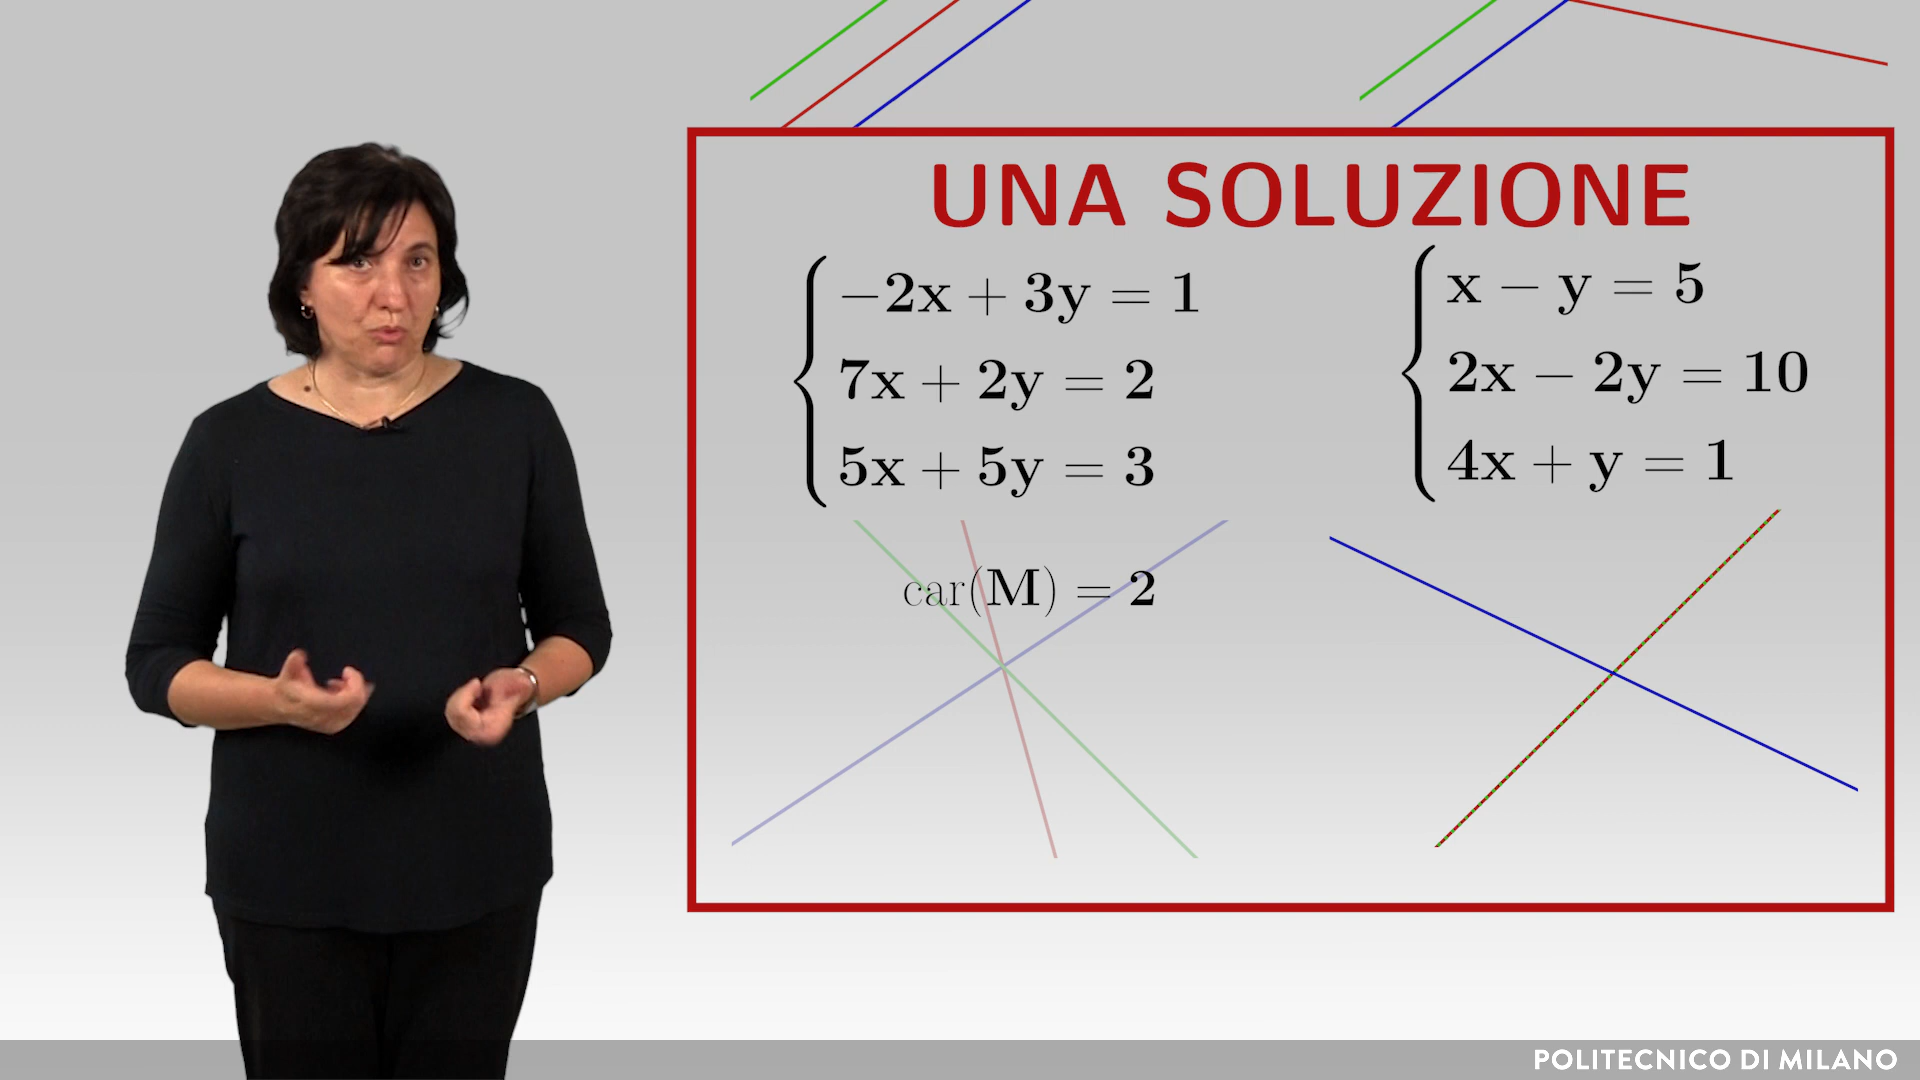 UNA SOLUZIONE
−2x + 3y = 1
7x + 2y = 2
5x + 5y = 3
x − y = 5
2x − 2y = 10
4x + y = 1
car(M) = 2
POLITECNICO DI MILANO